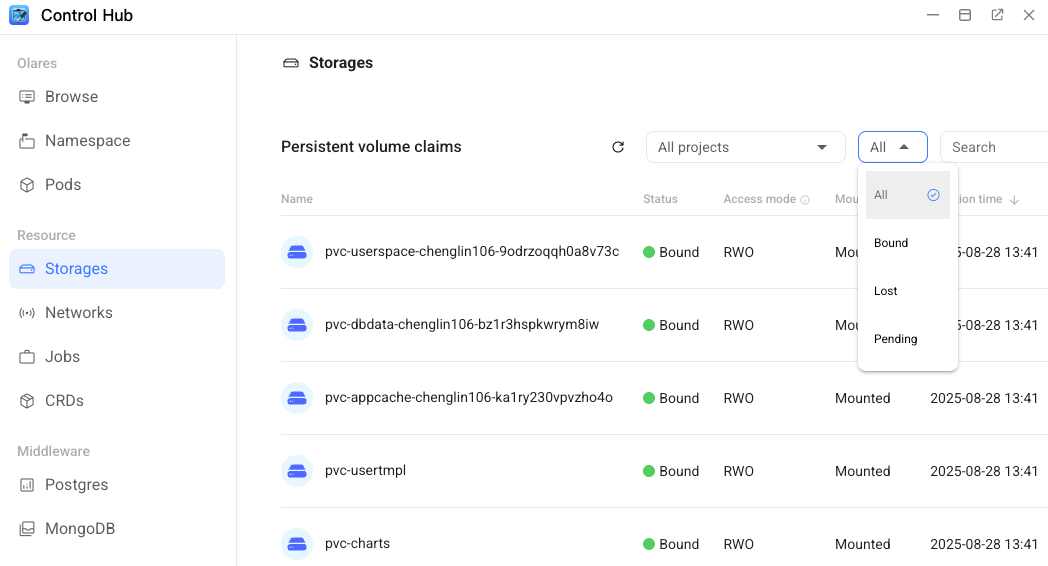 Control Hub
Olares
Browse
Namespace
Pods
Resource
Storages
Networks
Jobs
CRDs
Middleware
Postgres
MongoDB
Storages
Persistent volume claims
All projects
All
Search
All
Bound
Lost
Pending
Name Status Access mode Mou ion time
pvc-userspace-chenglin106-9odrzoqqh0a8v73c Bound RWO Mou 5-08-28 13:41
pvc-dbdata-chenglin106-bz1r3hspkwrym8iw Bound RWO Mou 5-08-28 13:41
pvc-appcache-chenglin106-ka1ry230vpvzho4o Bound RWO Mounted 2025-08-28 13:41
pvc-usertmpl Bound RWO Mounted 2025-08-28 13:41
pvc-charts Bound RWO Mounted 2025-08-28 13:41